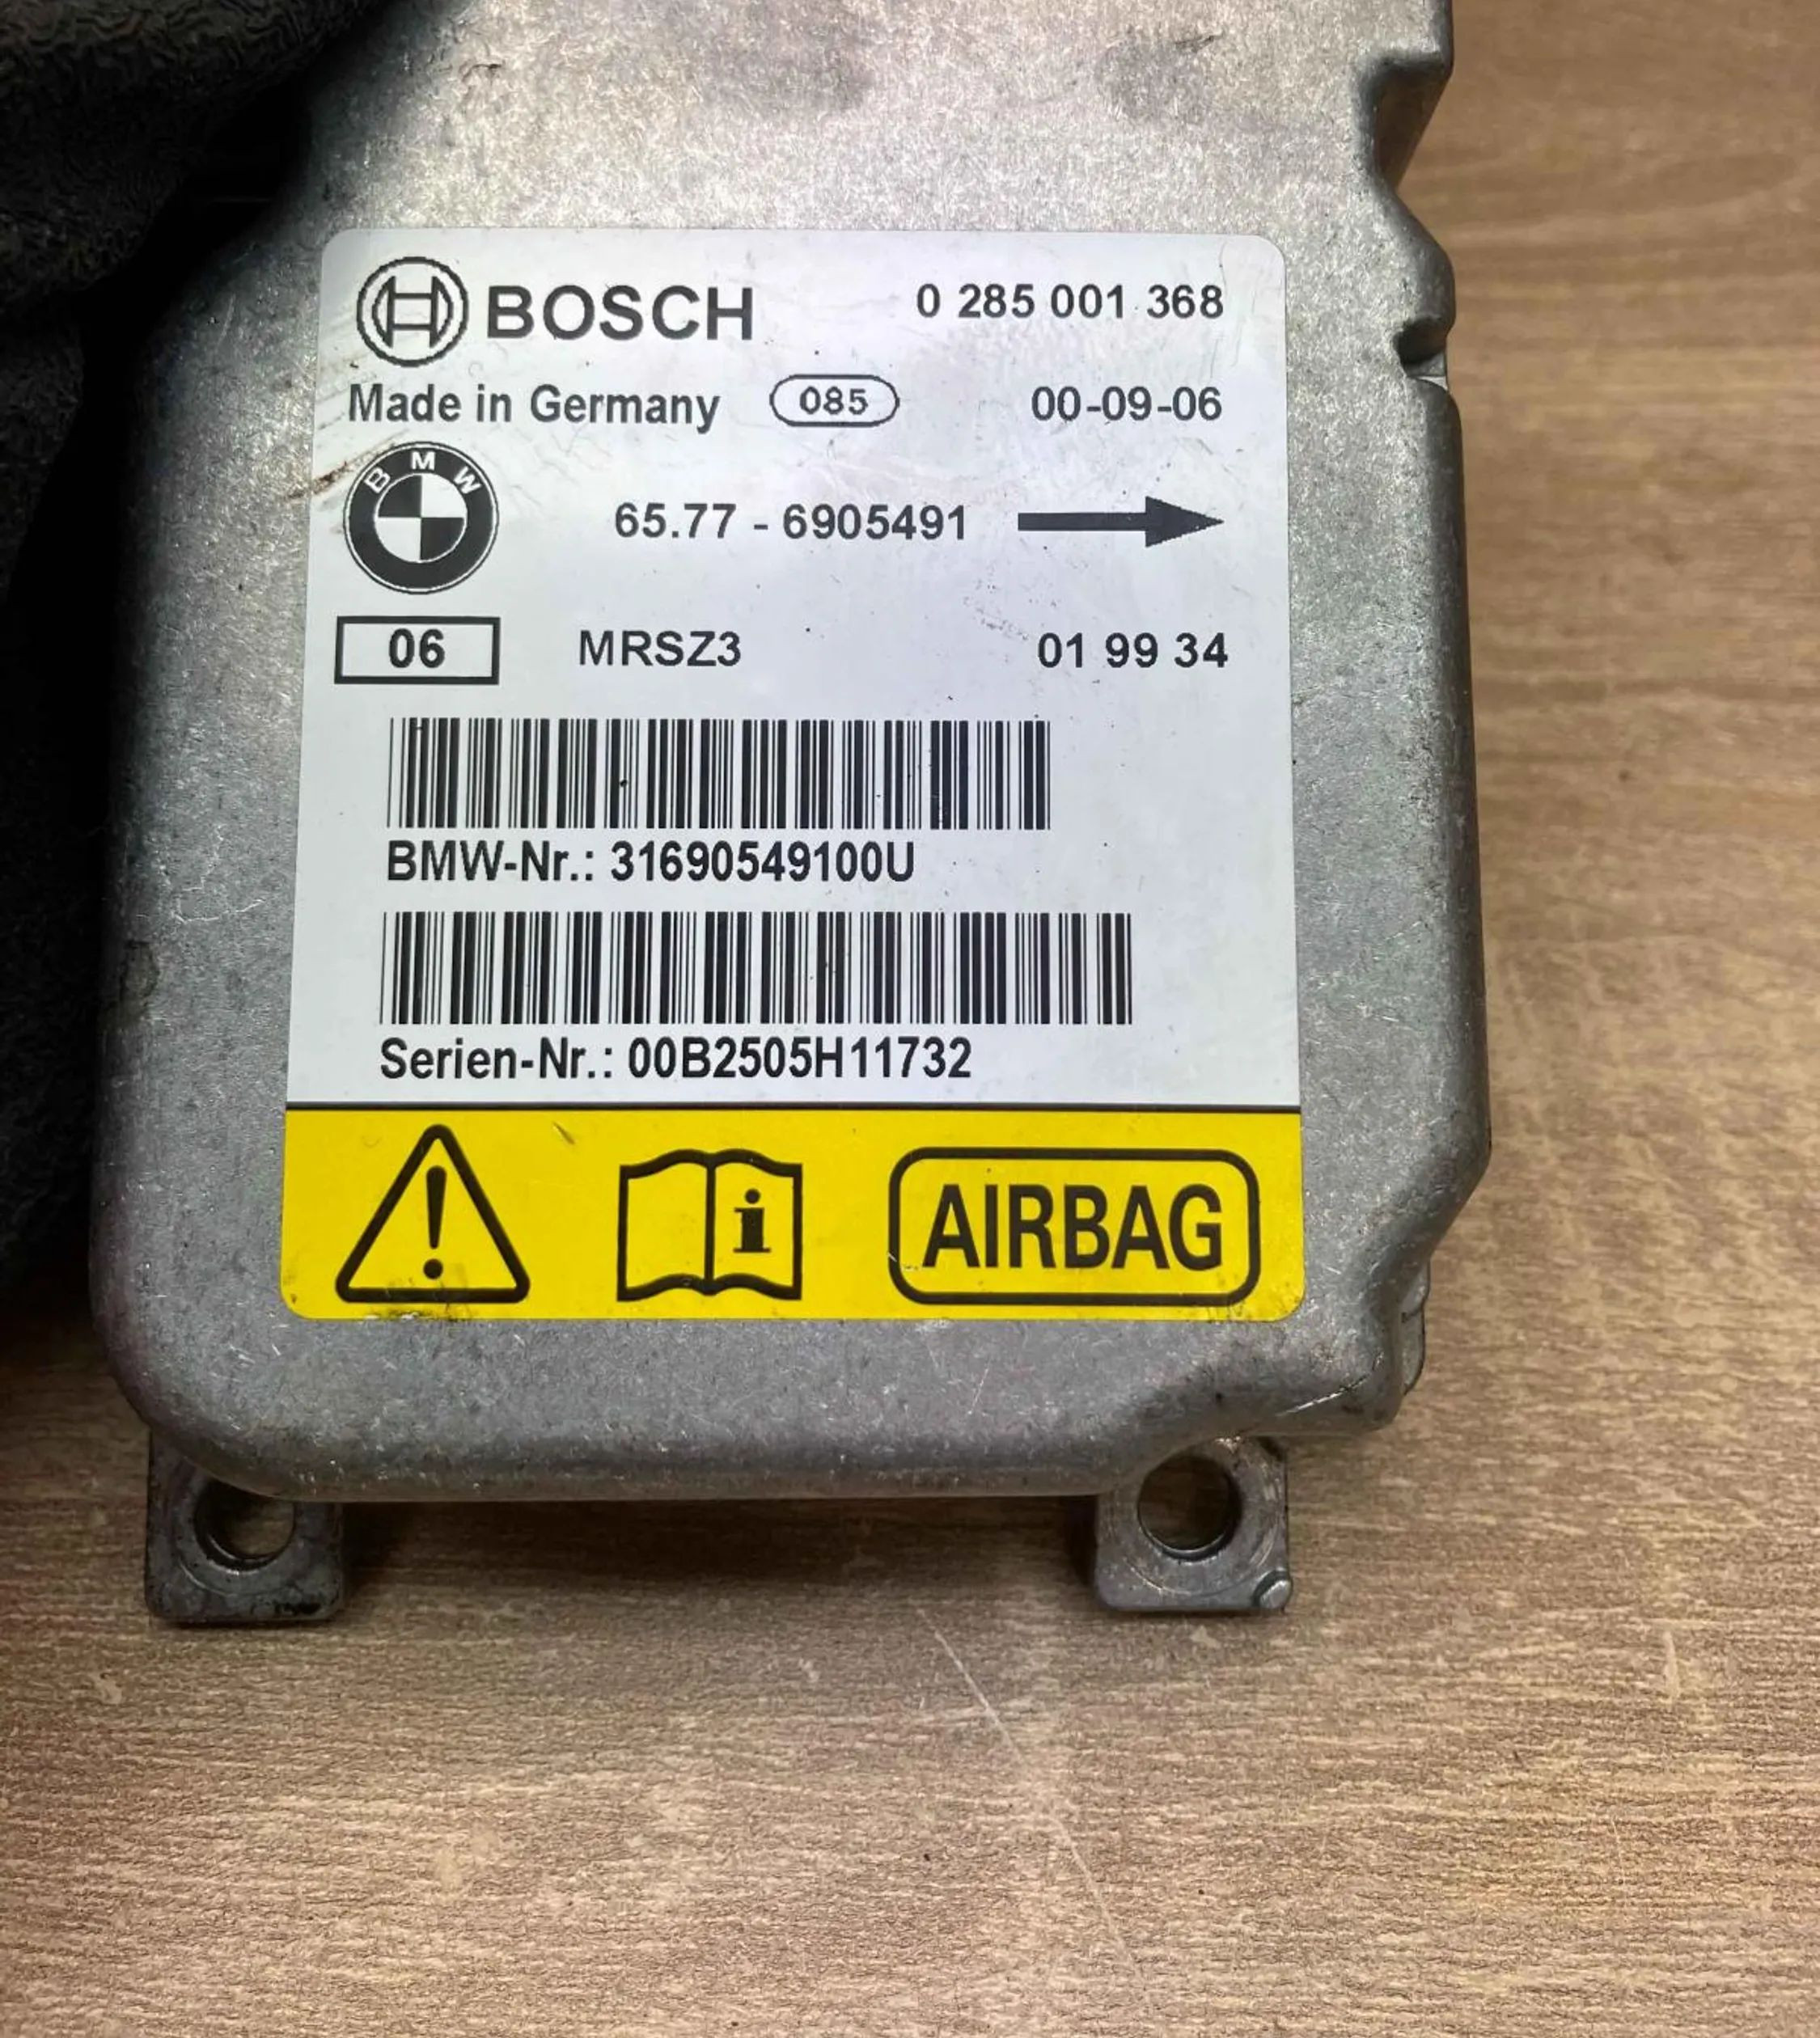 BOSCH 0 285 001 368
Made in Germany 085 00-09-06
BMW 65.77 - 6905491
06 MRSZ3 01 99 34
BMW-Nr.: 31690549100U
Serien-Nr.: 00B2505H11732
! i AIRBAG